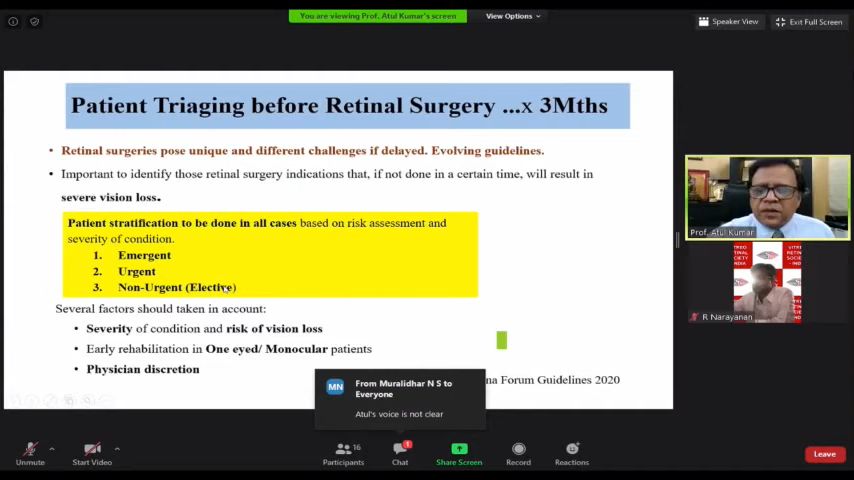 You are viewing Prof. Atul Kumar's screen
View Options
Speaker View
Exit Full Screen
Patient Triaging before Retinal Surgery ...x 3Mths
• Retinal surgeries pose unique and different challenges if delayed. Evolving guidelines.
• Important to identify those retinal surgery indications that, if not done in a certain time, will result in
severe vision loss.
Patient stratification to be done in all cases based on risk assessment and
severity of condition.
1. Emergent
2. Urgent
3. Non-Urgent (Elective)
Several factors should taken in account:
• Severity of condition and risk of vision loss
• Early rehabilitation in One eyed/ Monocular patients
• Physician discretion
Forum Guidelines 2020
Prof. Atul Kumar
VITREO
RETINAL
SOCIETY
INDIA
R Narayanan
MN
From Muralidhar N S to
Everyone
Atul's voice is not clear
Unmute
Start Video
16
Participants
1
Chat
Share Screen
Record
Reactions
Leave